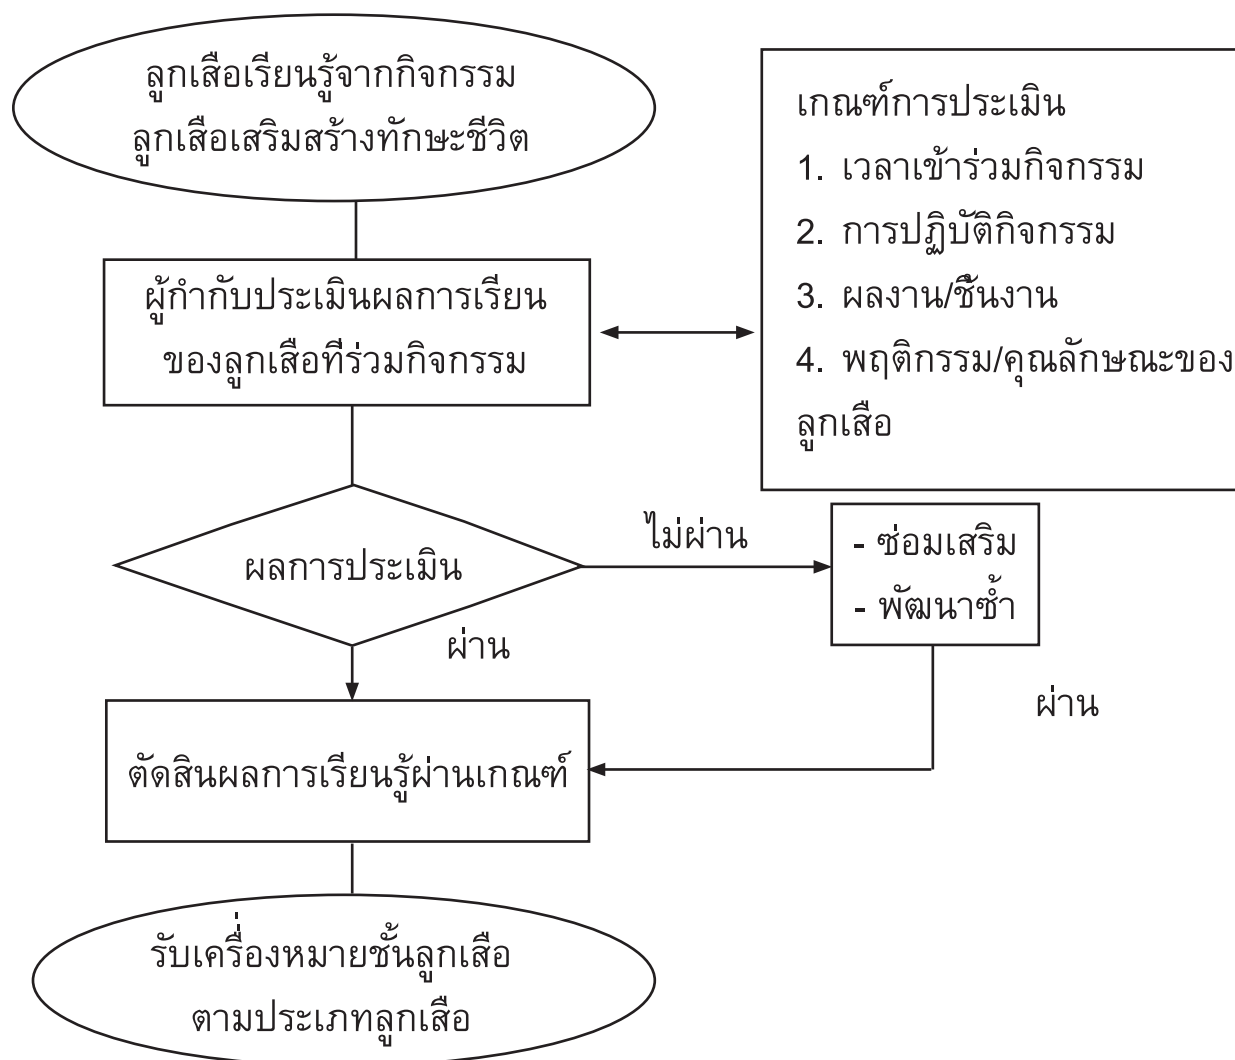 ลูกเสือเรียนรู้จากกิจกรรม
ลูกเสือเสริมสร้างทักษะชีวิต
เกณฑ์การประเมิน
1. เวลาเข้าร่วมกิจกรรม
2. การปฏิบัติกิจกรรม
3. ผลงาน/ชิ้นงาน
4. พฤติกรรม/คุณลักษณะของ
ลูกเสือ
ผู้กำกับประเมินผลการเรียน
ของลูกเสือที่ร่วมกิจกรรม
ผลการประเมิน
ไม่ผ่าน
- ซ่อมเสริม
- พัฒนาซ้ำ
ผ่าน
ผ่าน
ตัดสินผลการเรียนรู้ผ่านเกณฑ์
รับเครื่องหมายชั้นลูกเสือ
ตามประเภทลูกเสือ